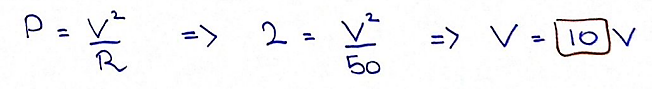 P = V²/R => 2 = V²/50 => V = 10 V